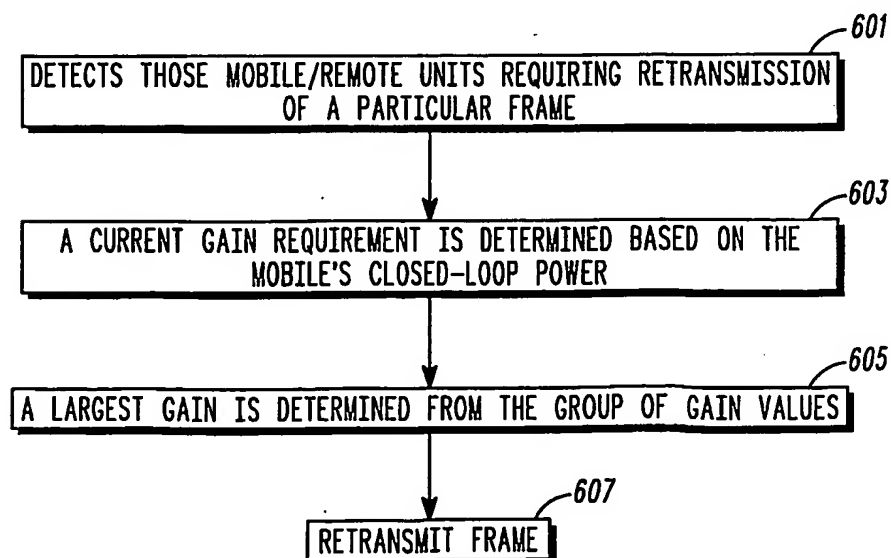 601
DETECTS THOSE MOBILE/REMOTE UNITS REQUIRING RETRANSMISSION
OF A PARTICULAR FRAME
603
A CURRENT GAIN REQUIREMENT IS DETERMINED BASED ON THE
MOBILE'S CLOSED-LOOP POWER
605
A LARGEST GAIN IS DETERMINED FROM THE GROUP OF GAIN VALUES
607
RETRANSMIT FRAME